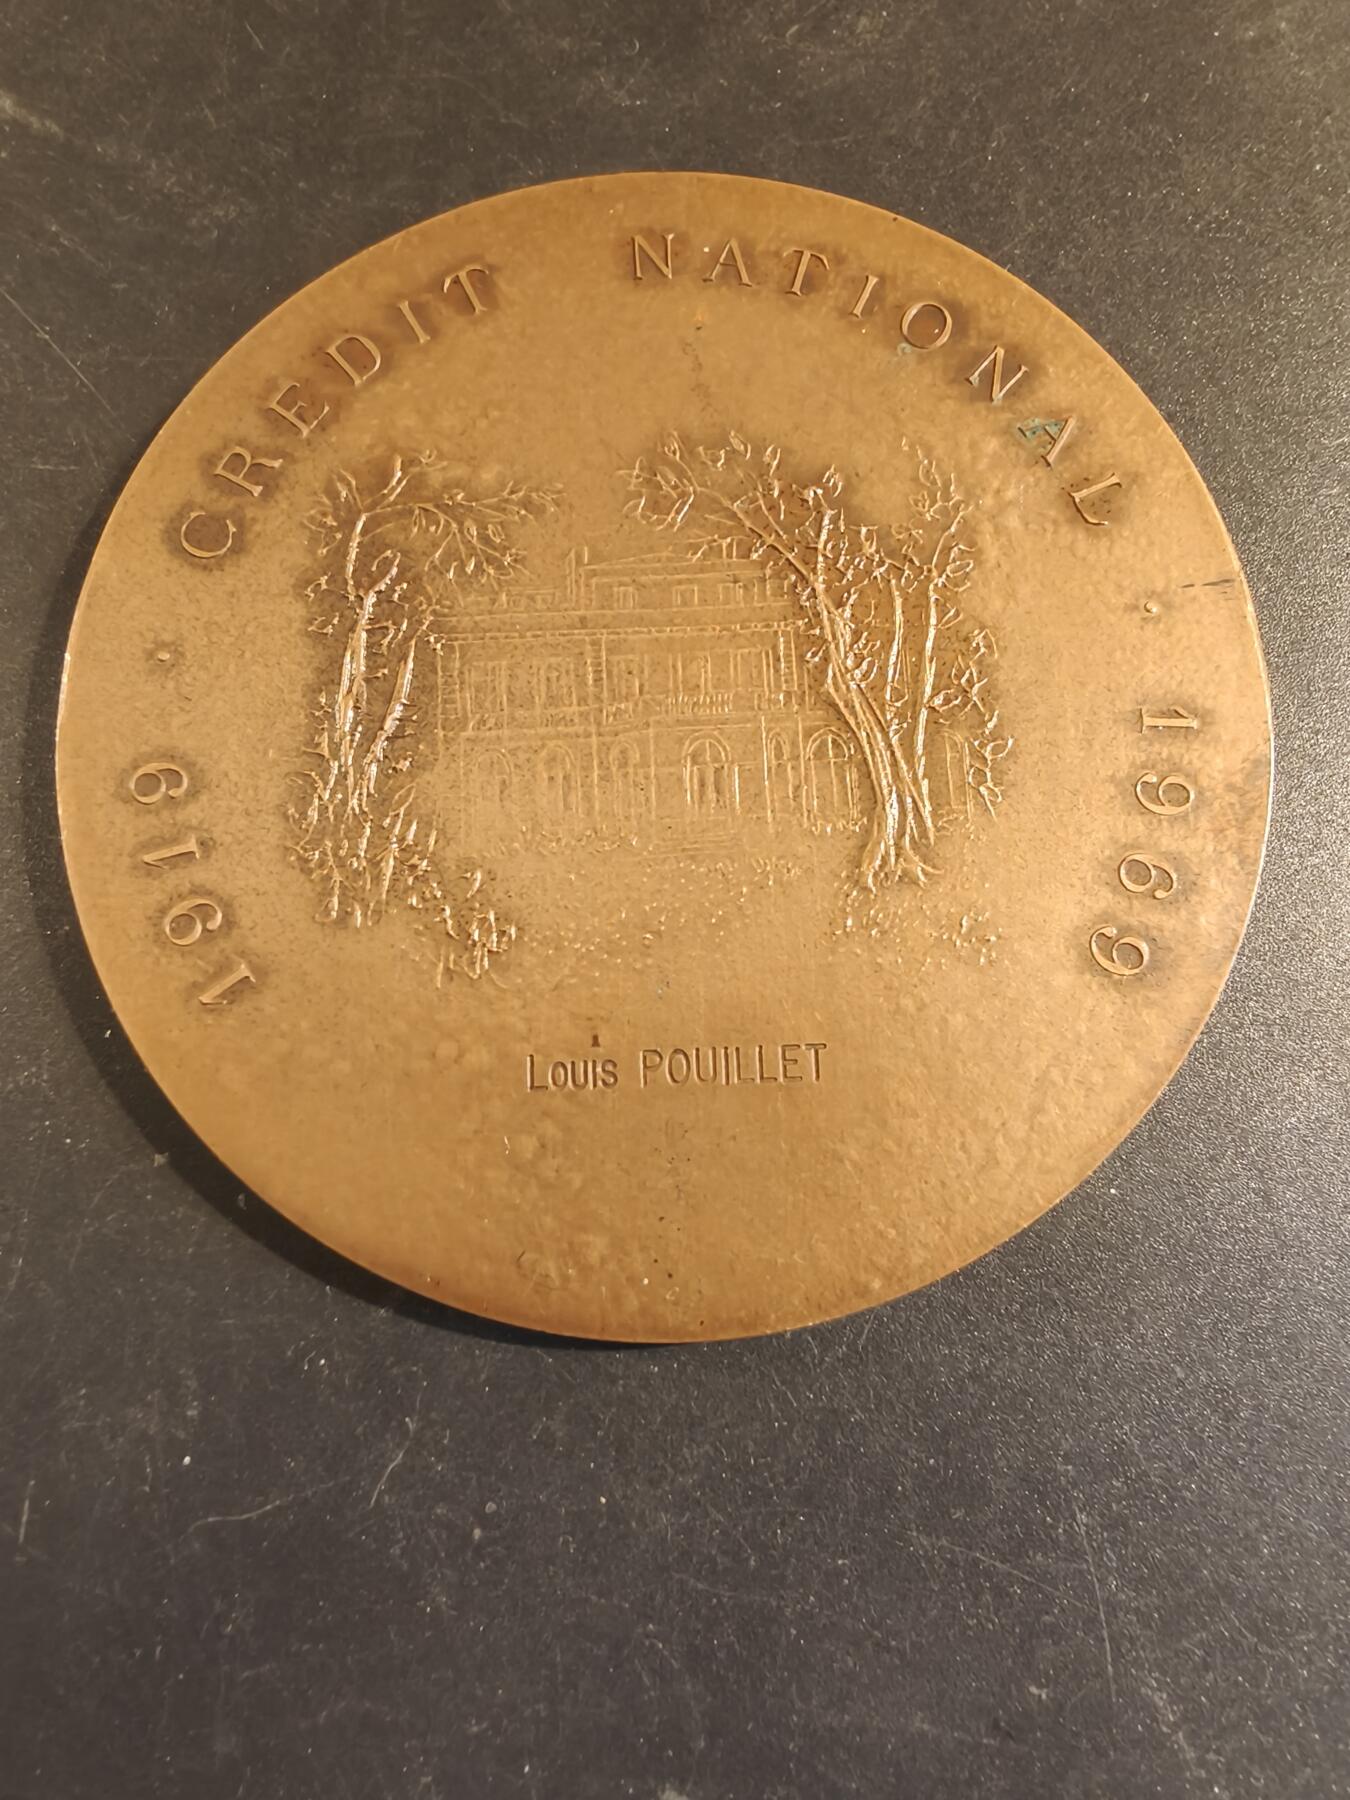 1919 · CREDIT NATIONAL · 1969
Louis POUILLET